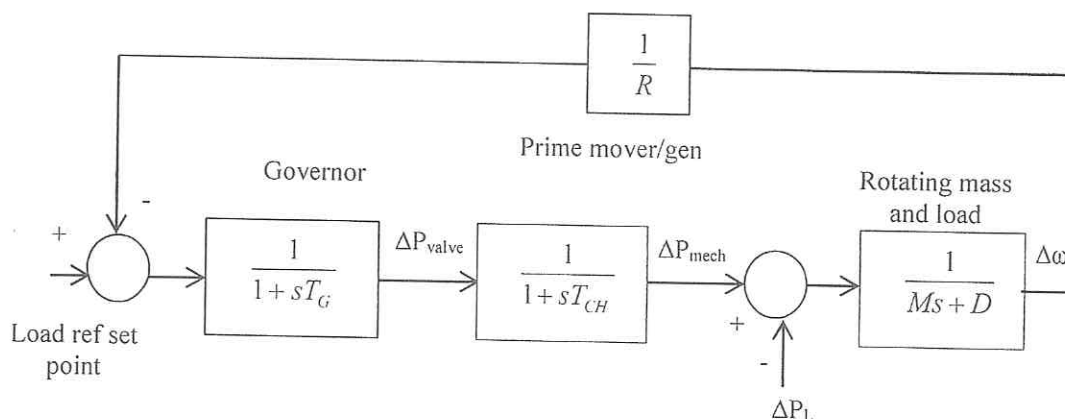 1
R
Prime mover/gen
Governor
Rotating mass
and load
-
+
1
1 + sT_G
ΔP_valve
1
1 + sT_CH
ΔP_mech
+
-
1
Ms + D
Δω
Load ref set
point
ΔP_L